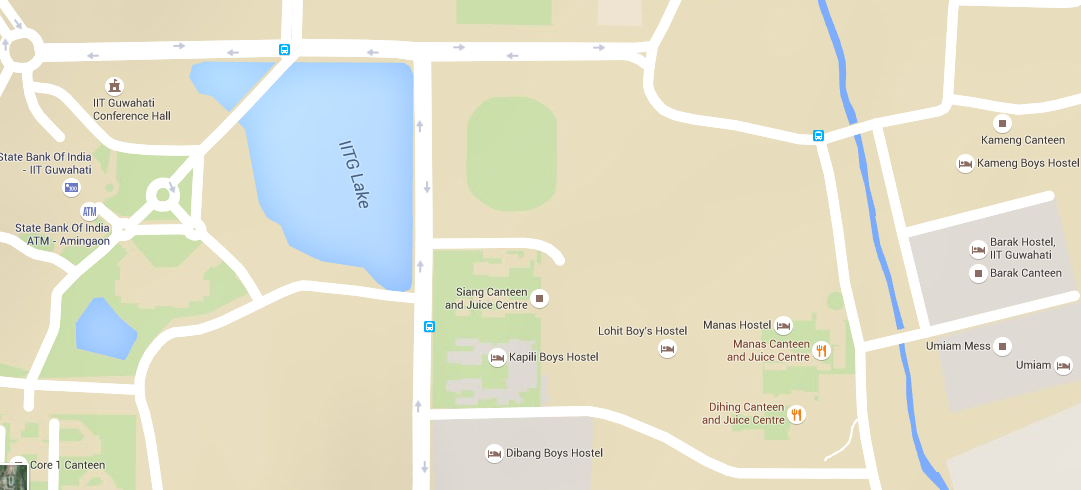 IIT Guwahati
Conference Hall
State Bank Of India
- IIT Guwahati
ATM
State Bank Of India
ATM - Amingaon
IITG Lake
Kameng Canteen
Kameng Boys Hostel
Barak Hostel,
IIT Guwahati
Barak Canteen
Siang Canteen
and Juice Centre
Lohit Boy's Hostel
Manas Hostel
Manas Canteen
and Juice Centre
Kapili Boys Hostel
Umiam Mess
Umiam
Dihing Canteen
and Juice Centre
Dibang Boys Hostel
Core 1 Canteen